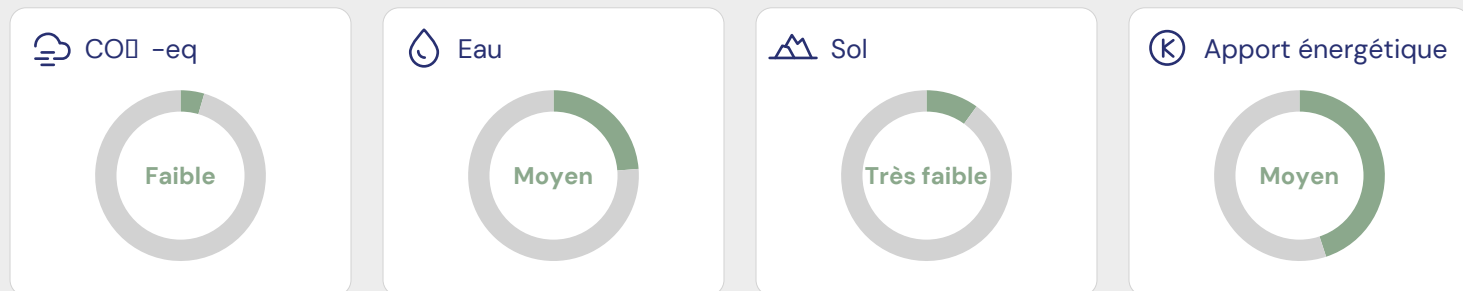 CO▯ -eq
Faible
Eau
Moyen
Sol
Très faible
Apport énergétique
Moyen